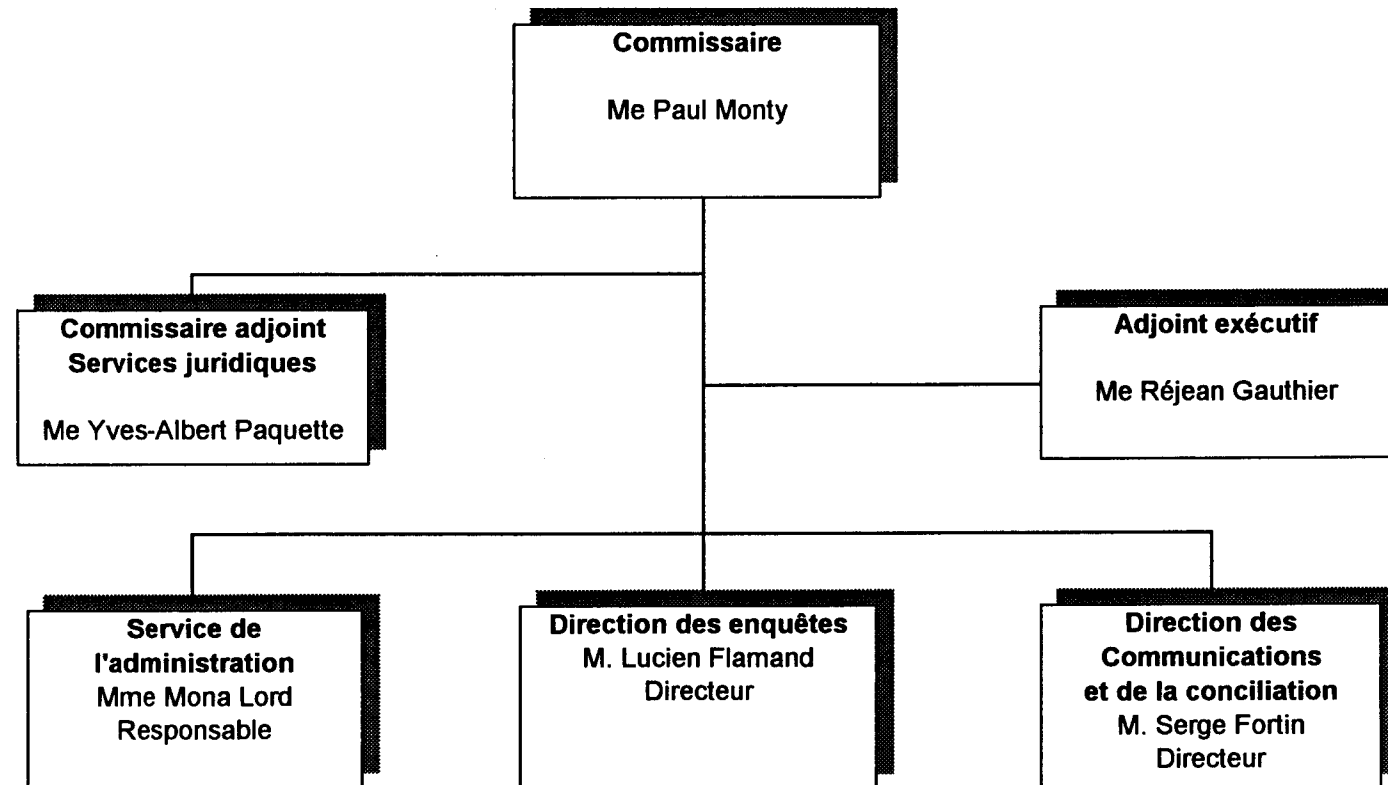 Commissaire
Me Paul Monty
Commissaire adjoint
Services juridiques
Me Yves-Albert Paquette
Adjoint exécutif
Me Réjean Gauthier
Service de
l'administration
Mme Mona Lord
Responsable
Direction des enquêtes
M. Lucien Flamand
Directeur
Direction des
Communications
et de la conciliation
M. Serge Fortin
Directeur